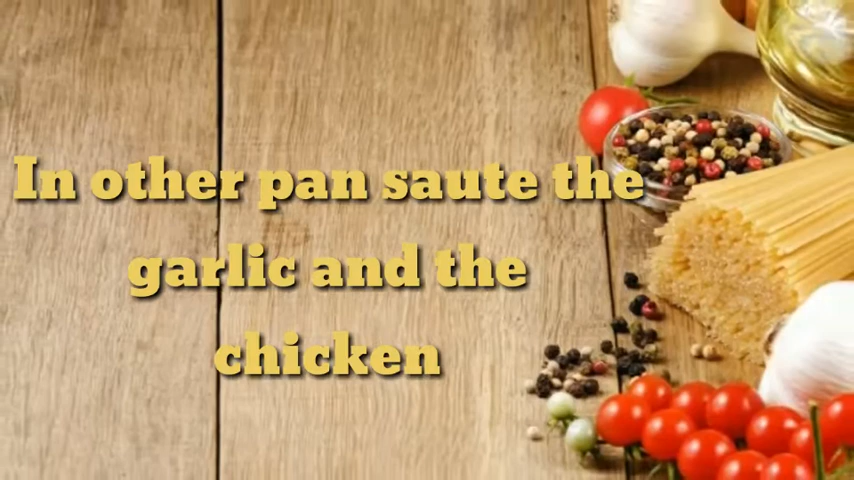 In other pan saute the
garlic and the
chicken